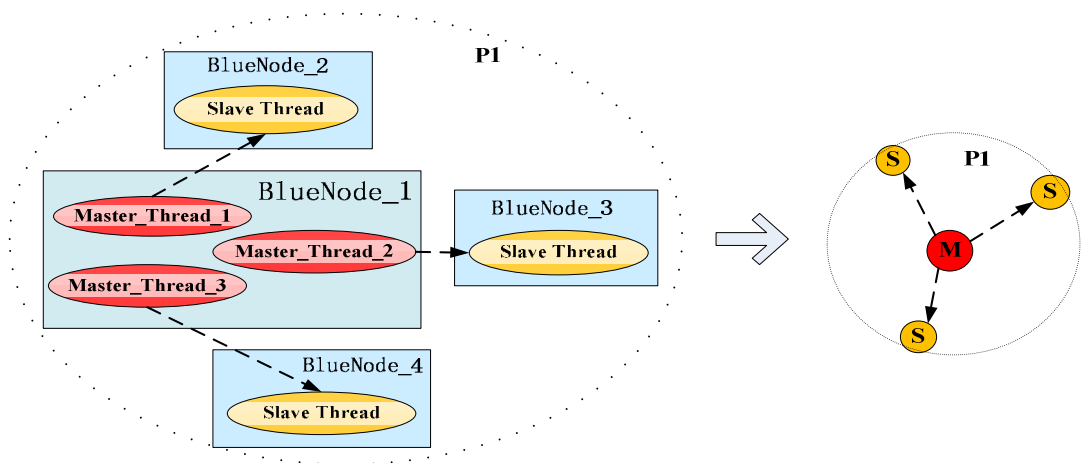 P1
BlueNode_2
Slave Thread
BlueNode_1
Master_Thread_1
Master_Thread_2
Master_Thread_3
BlueNode_3
Slave Thread
BlueNode_4
Slave Thread
P1
S
S
M
S